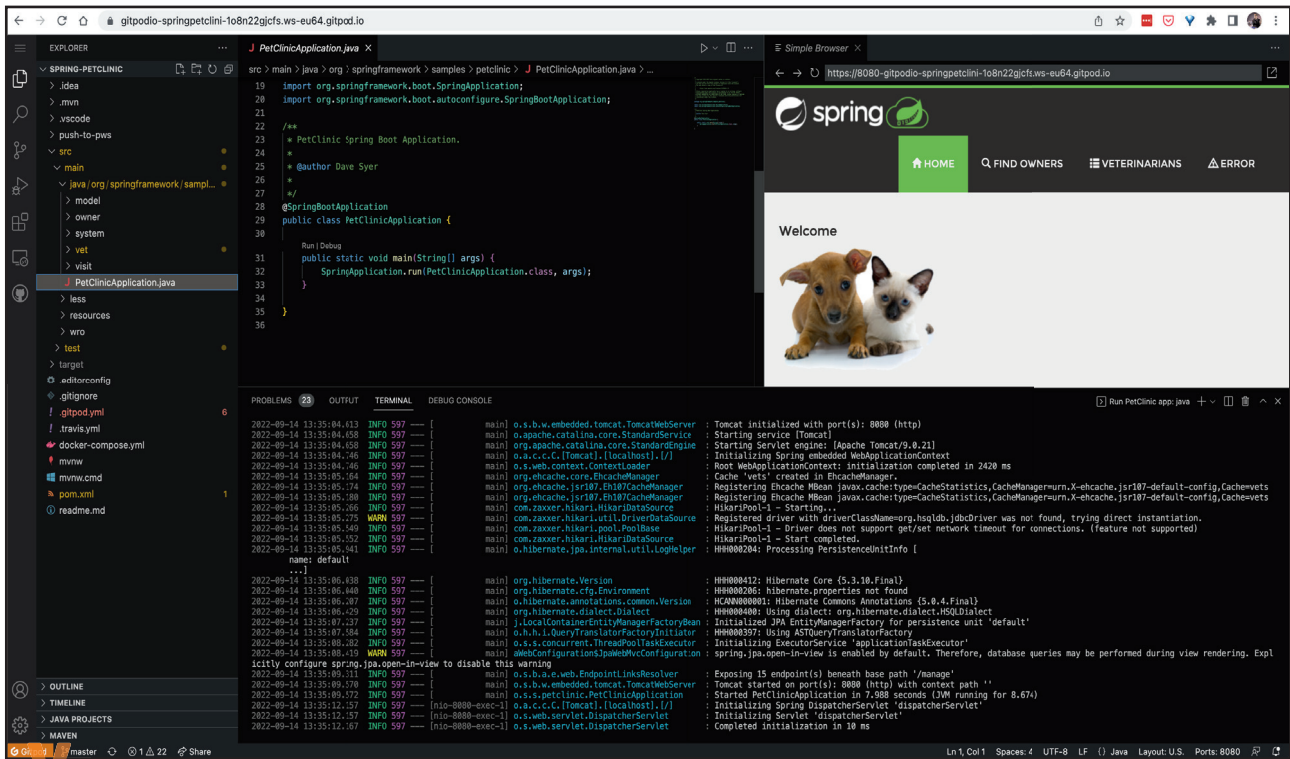 gitpodio-springpetclini-1o8n22gjcfs.ws-eu64.gitpod.io
EXPLORER
SPRING-PETCLINIC
.idea
.mvn
.vscode
push-to-pws
src
main
java/org/springframework/sampl...
model
owner
system
vet
visit
J PetClinicApplication.java
less
resources
wro
test
target
.editorconfig
.gitignore
! .gitpod.yml 6
! .travis.yml
docker-compose.yml
mvnw
mvnw.cmd
pom.xml 1
readme.md
OUTLINE
TIMELINE
JAVA PROJECTS
MAVEN
J PetClinicApplication.java
src > main > java > org > springframework > samples > petclinic > J PetClinicApplication.java > ...
19 import org.springframework.boot.SpringApplication;
20 import org.springframework.boot.autoconfigure.SpringBootApplication;
21
22 /**
23 * PetClinic Spring Boot Application.
24 *
25 * @author Dave Syer
26 *
27 */
28 @SpringBootApplication
29 public class PetClinicApplication {
30
Run | Debug
31 public static void main(String[] args) {
32 SpringApplication.run(PetClinicApplication.class, args);
33 }
34
35 }
36
Simple Browser
https://8080-gitpodio-springpetclini-1o8n22gjcfs.ws-eu64.gitpod.io
spring
HOME FIND OWNERS VETERINARIANS ERROR
Welcome
PROBLEMS 23 OUTPUT TERMINAL DEBUG CONSOLE
Run PetClinic app: java
2022-09-14 13:35:04.613 INFO 597 --- [ main] o.s.b.w.embedded.tomcat.TomcatWebServer : Tomcat initialized with port(s): 8080 (http)
2022-09-14 13:35:04.658 INFO 597 --- [ main] o.apache.catalina.core.StandardService : Starting service [Tomcat]
2022-09-14 13:35:04.658 INFO 597 --- [ main] org.apache.catalina.core.StandardEngine : Starting Servlet engine: [Apache Tomcat/9.0.21]
2022-09-14 13:35:04.746 INFO 597 --- [ main] o.a.c.c.C.[Tomcat].[localhost].[/] : Initializing Spring embedded WebApplicationContext
2022-09-14 13:35:04.746 INFO 597 --- [ main] o.s.web.context.ContextLoader : Root WebApplicationContext: initialization completed in 2420 ms
2022-09-14 13:35:05.164 INFO 597 --- [ main] org.ehcache.core.EhcacheManager : Cache 'vets' created in EhcacheManager.
2022-09-14 13:35:05.174 INFO 597 --- [ main] org.ehcache.jsr107.Eh107CacheManager : Registering Ehcache MBean javax.cache:type=CacheStatistics,CacheManager=urn.X-ehcache.jsr107-default-config,Cache=vets
2022-09-14 13:35:05.180 INFO 597 --- [ main] org.ehcache.jsr107.Eh107CacheManager : Registering Ehcache MBean javax.cache:type=CacheStatistics,CacheManager=urn.X-ehcache.jsr107-default-config,Cache=vets
2022-09-14 13:35:05.266 INFO 597 --- [ main] com.zaxxer.hikari.HikariDataSource : HikariPool-1 - Starting...
2022-09-14 13:35:05.275 WARN 597 --- [ main] com.zaxxer.hikari.util.DriverDataSource : Registered driver with driverClassName=org.hsqldb.jdbcDriver was not found, trying direct instantiation.
2022-09-14 13:35:05.549 INFO 597 --- [ main] com.zaxxer.hikari.pool.PoolBase : HikariPool-1 - Driver does not support get/set network timeout for connections. (feature not supported)
2022-09-14 13:35:05.552 INFO 597 --- [ main] com.zaxxer.hikari.HikariDataSource : HikariPool-1 - Start completed.
2022-09-14 13:35:05.941 INFO 597 --- [ main] o.hibernate.jpa.internal.util.LogHelper : HHH000204: Processing PersistenceUnitInfo [
name: default
...]
2022-09-14 13:35:06.038 INFO 597 --- [ main] org.hibernate.Version : HHH000412: Hibernate Core {5.3.10.Final}
2022-09-14 13:35:06.040 INFO 597 --- [ main] org.hibernate.cfg.Environment : HHH000206: hibernate.properties not found
2022-09-14 13:35:06.207 INFO 597 --- [ main] o.hibernate.annotations.common.Version : HCANN000001: Hibernate Commons Annotations {5.0.4.Final}
2022-09-14 13:35:06.429 INFO 597 --- [ main] org.hibernate.dialect.Dialect : HHH000400: Using dialect: org.hibernate.dialect.HSQLDialect
2022-09-14 13:35:07.237 INFO 597 --- [ main] j.LocalContainerEntityManagerFactoryBean : Initialized JPA EntityManagerFactory for persistence unit 'default'
2022-09-14 13:35:07.584 INFO 597 --- [ main] o.h.h.i.QueryTranslatorFactoryInitiator : HHH000397: Using ASTQueryTranslatorFactory
2022-09-14 13:35:08.202 INFO 597 --- [ main] o.s.s.concurrent.ThreadPoolTaskExecutor : Initializing ExecutorService 'applicationTaskExecutor'
2022-09-14 13:35:08.419 WARN 597 --- [ main] aWebConfiguration$JpaWebMvcConfiguration : spring.jpa.open-in-view is enabled by default. Therefore, database queries may be performed during view rendering. Expl
icitly configure spring.jpa.open-in-view to disable this warning
2022-09-14 13:35:09.311 INFO 597 --- [ main] o.s.b.a.e.web.EndpointLinksResolver : Exposing 15 endpoint(s) beneath base path '/manage'
2022-09-14 13:35:09.570 INFO 597 --- [ main] o.s.b.w.embedded.tomcat.TomcatWebServer : Tomcat started on port(s): 8080 (http) with context path ''
2022-09-14 13:35:09.572 INFO 597 --- [ main] o.s.s.petclinic.PetClinicApplication : Started PetClinicApplication in 7.988 seconds (JVM running for 8.674)
2022-09-14 13:35:12.157 INFO 597 --- [nio-8080-exec-1] o.a.c.c.C.[Tomcat].[localhost].[/] : Initializing Spring DispatcherServlet 'dispatcherServlet'
2022-09-14 13:35:12.157 INFO 597 --- [nio-8080-exec-1] o.s.web.servlet.DispatcherServlet : Initializing Servlet 'dispatcherServlet'
2022-09-14 13:35:12.167 INFO 597 --- [nio-8080-exec-1] o.s.web.servlet.DispatcherServlet : Completed initialization in 10 ms
Gitpod master 1 22 Share Ln 1, Col 1 Spaces: 4 UTF-8 LF {} Java Layout: U.S. Ports: 8080